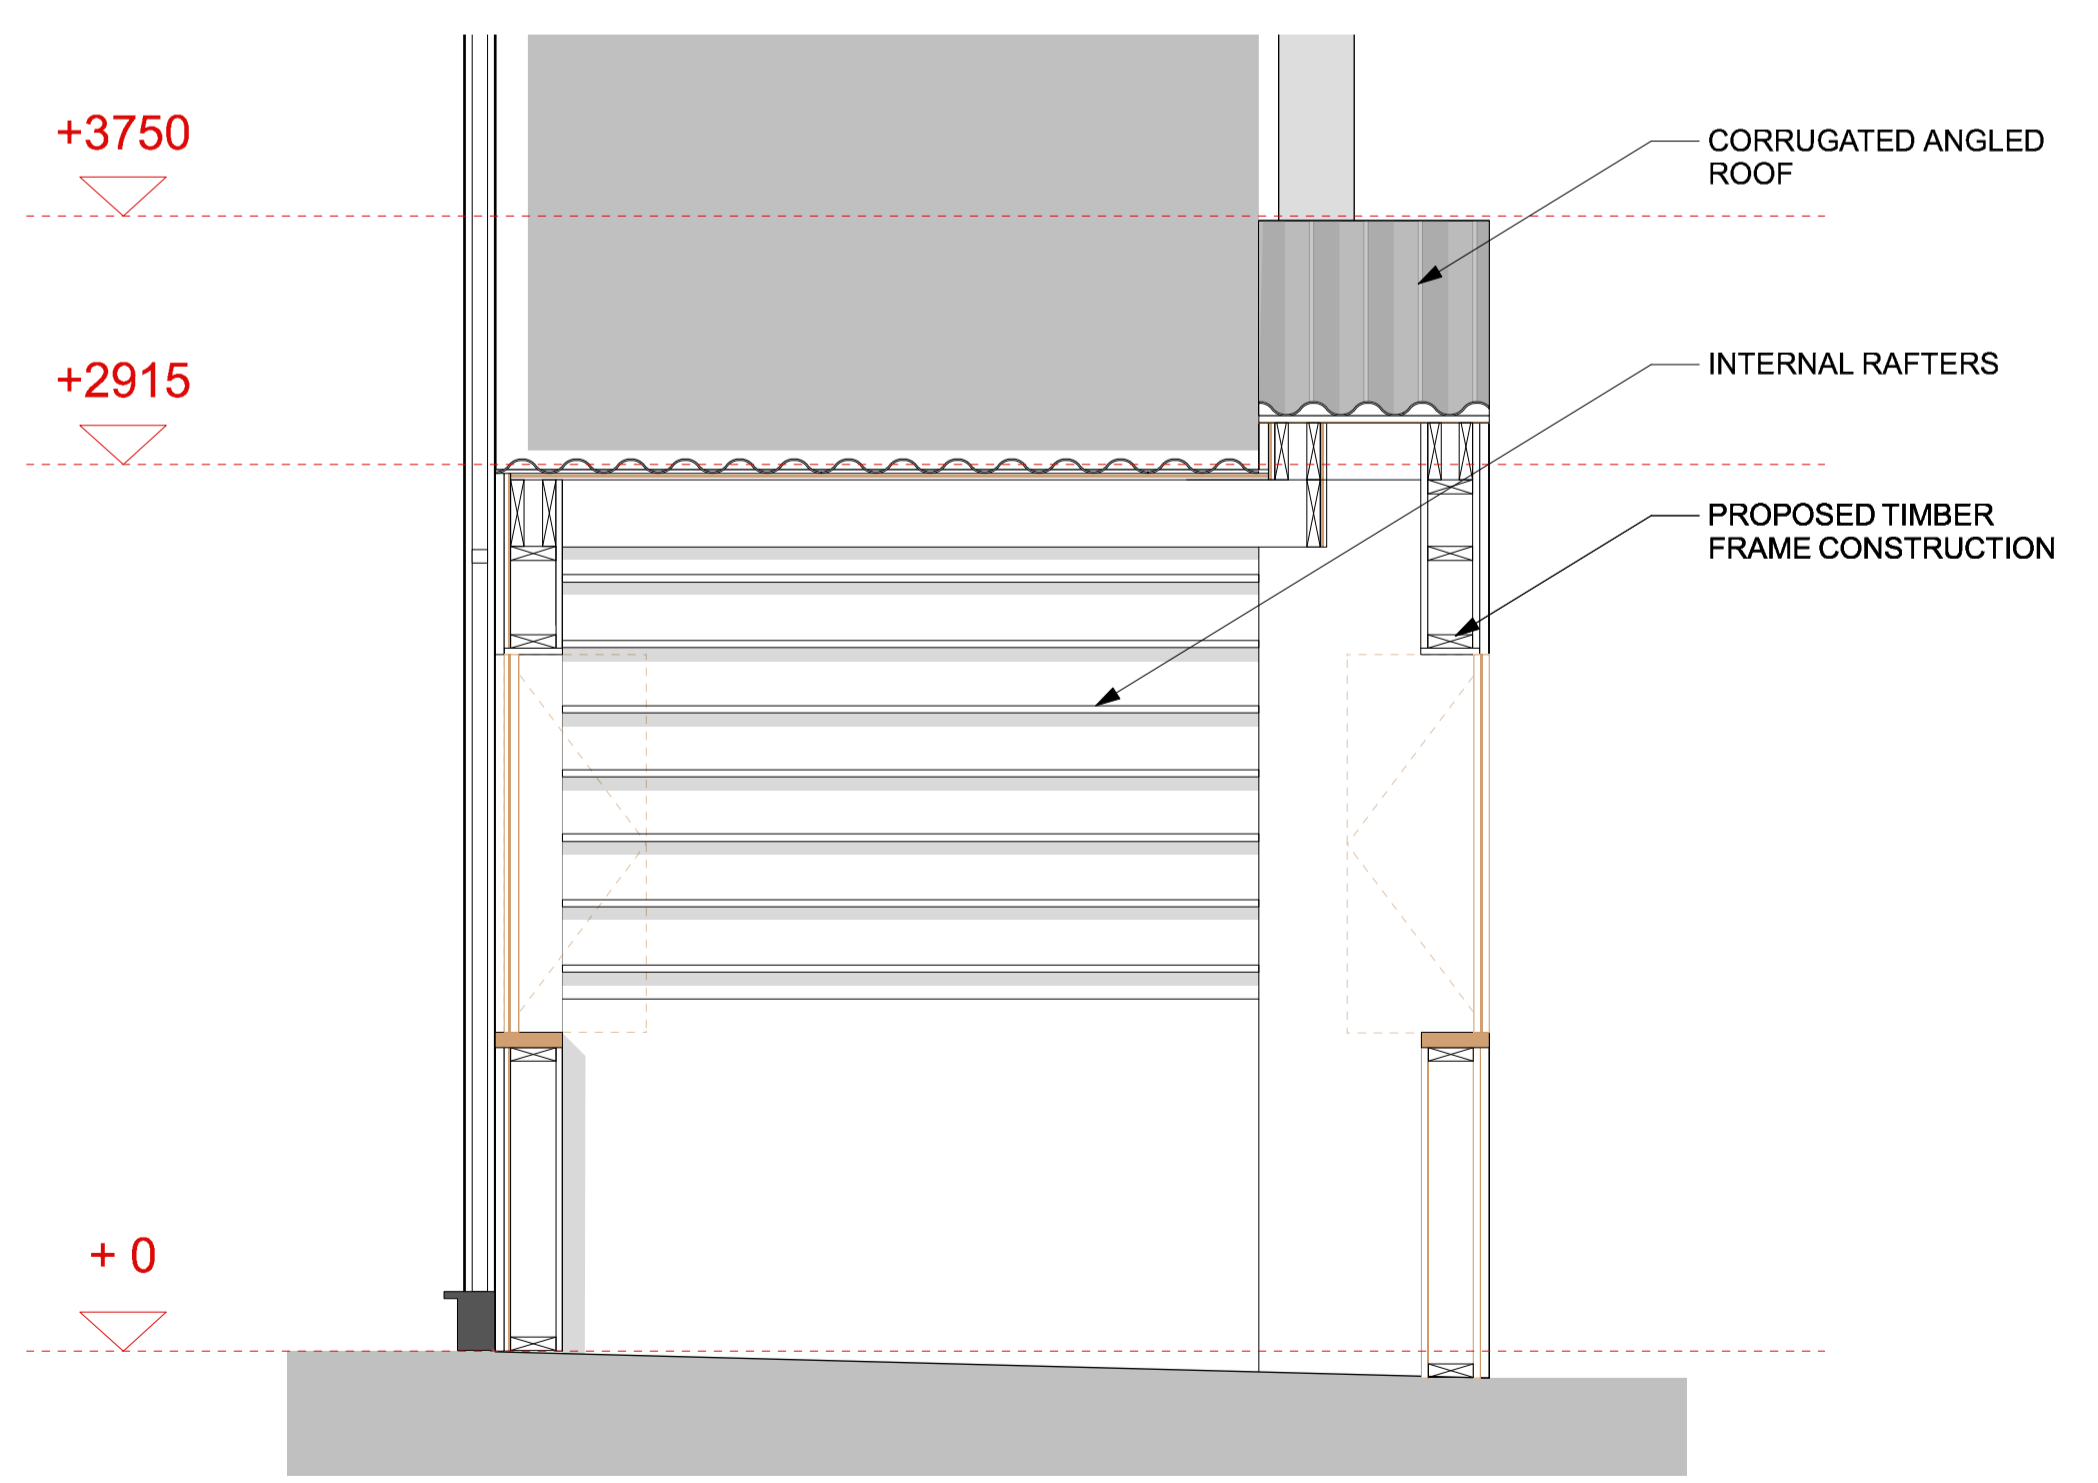 +3750
CORRUGATED ANGLED
ROOF
+2915
INTERNAL RAFTERS
PROPOSED TIMBER
FRAME CONSTRUCTION
+ 0